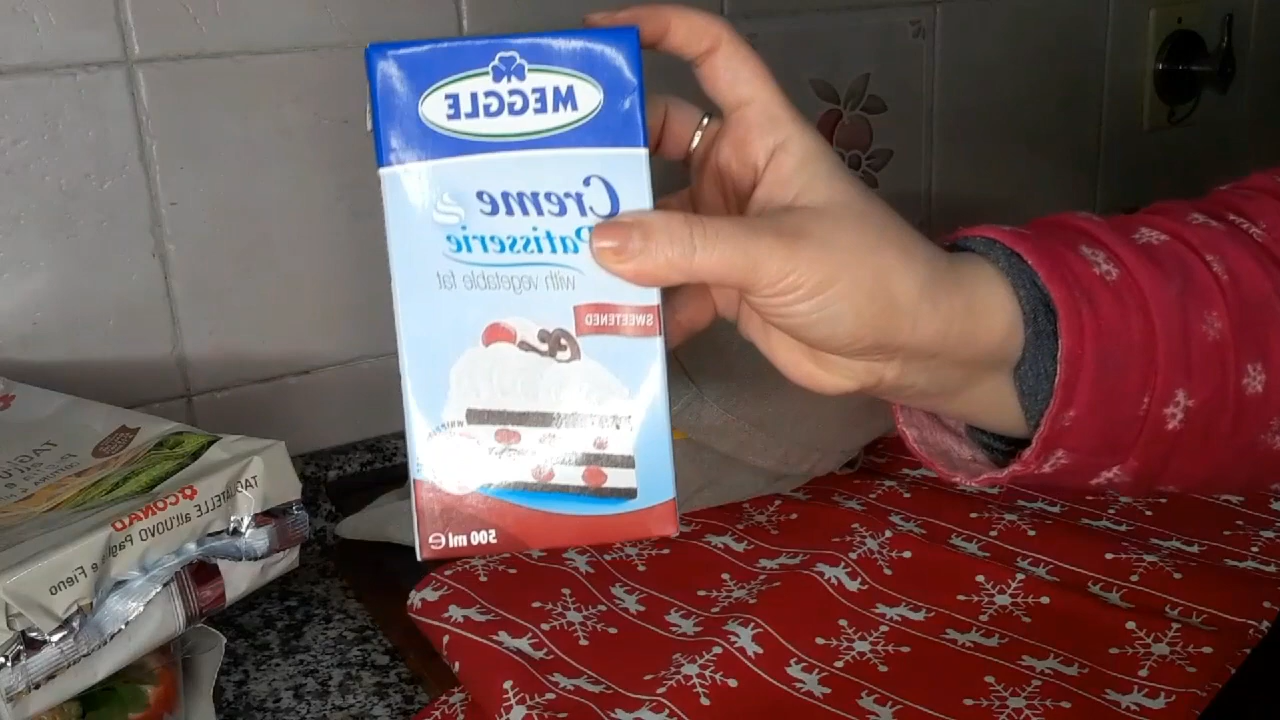 MEGGLE
Creme
Patisserie
with vegetable fat
SWEETENED
500 ml e
TAGLIATELLE all'UOVO Paglia e Fieno
CONAD